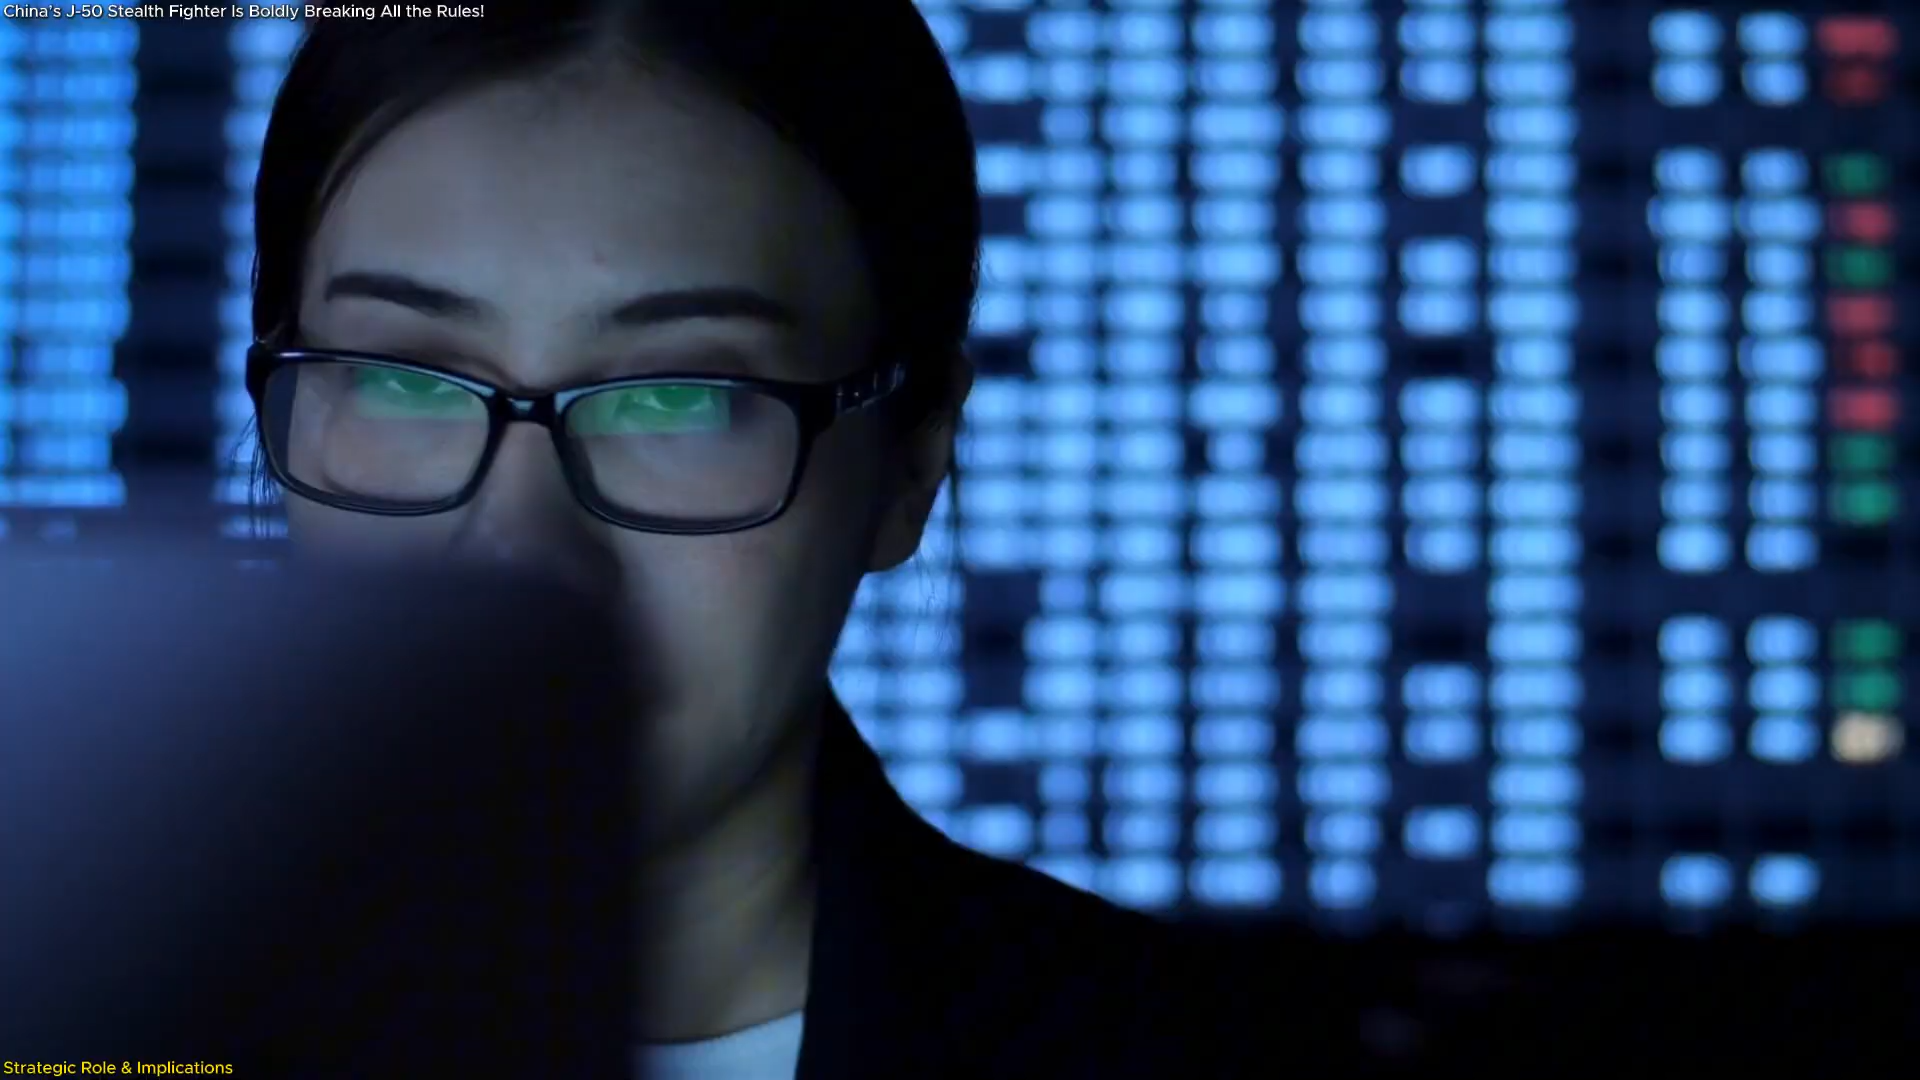 China's J-50 Stealth Fighter Is Boldly Breaking All the Rules!
Strategic Role & Implications